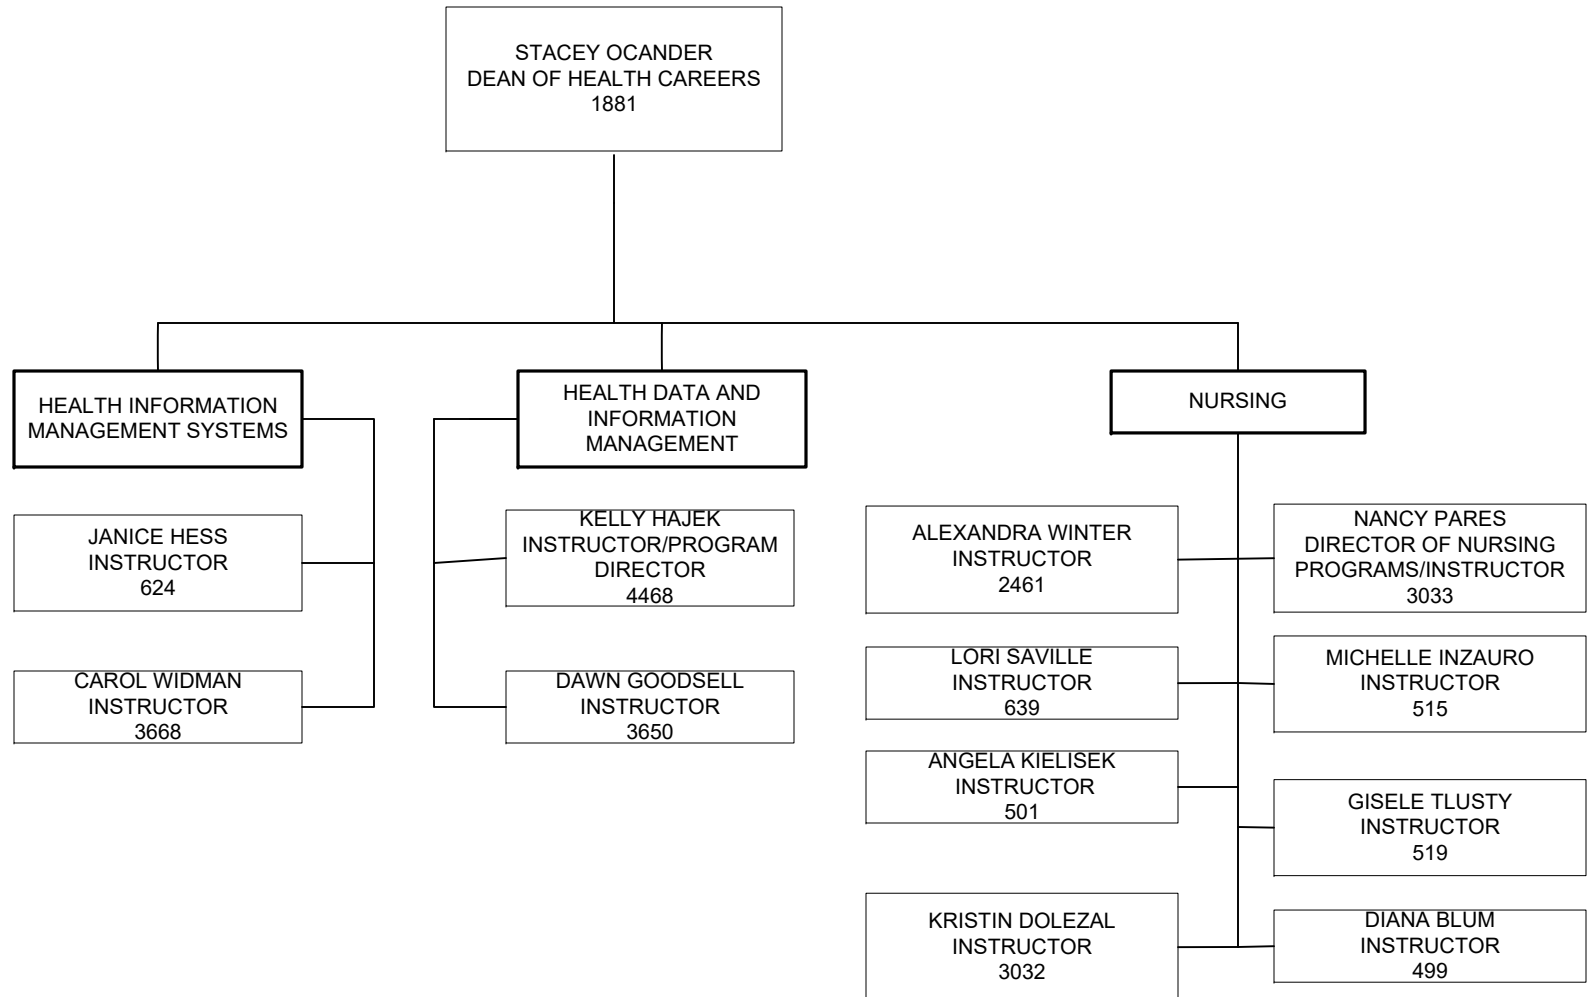 STACEY OCANDER
DEAN OF HEALTH CAREERS
1881
HEALTH INFORMATION
MANAGEMENT SYSTEMS
JANICE HESS
INSTRUCTOR
624
CAROL WIDMAN
INSTRUCTOR
3668
HEALTH DATA AND
INFORMATION
MANAGEMENT
KELLY HAJEK
INSTRUCTOR/PROGRAM
DIRECTOR
4468
DAWN GOODSELL
INSTRUCTOR
3650
NURSING
ALEXANDRA WINTER
INSTRUCTOR
2461
NANCY PARES
DIRECTOR OF NURSING
PROGRAMS/INSTRUCTOR
3033
LORI SAVILLE
INSTRUCTOR
639
MICHELLE INZAURO
INSTRUCTOR
515
ANGELA KIELISEK
INSTRUCTOR
501
GISELE TLUSTY
INSTRUCTOR
519
KRISTIN DOLEZAL
INSTRUCTOR
3032
DIANA BLUM
INSTRUCTOR
499